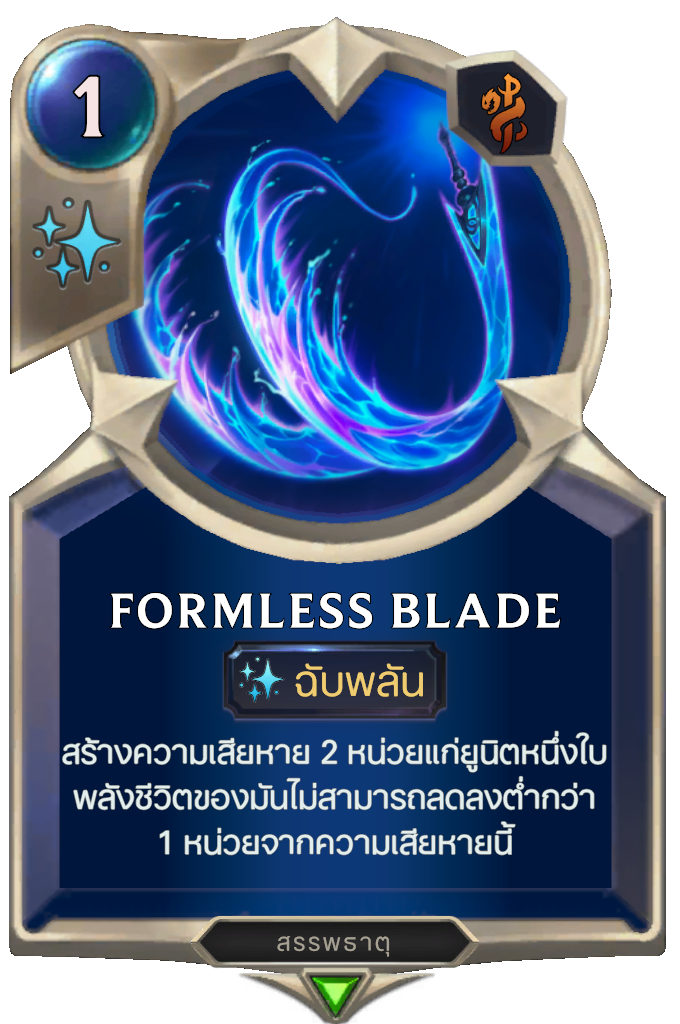 1
FORMLESS BLADE
ฉับพลัน
สร้างความเสียหาย 2 หน่วยแก่ยูนิตหนึ่งใบ
พลังชีวิตของมันไม่สามารถลดลงต่ำกว่า
1 หน่วยจากความเสียหายนี้
สรรพธาตุ